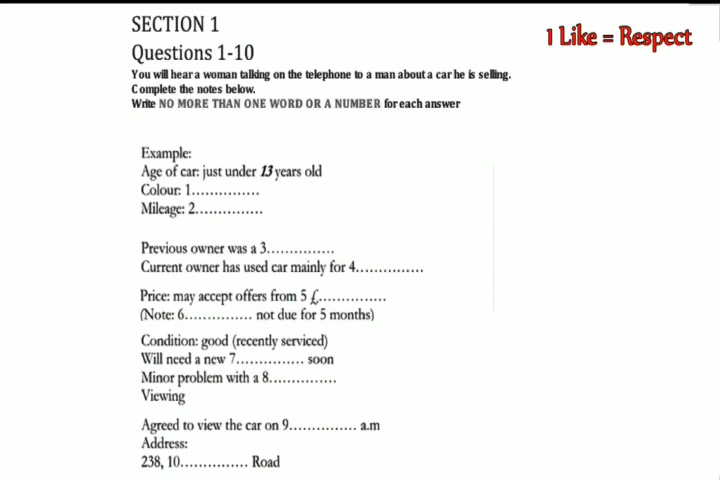 SECTION 1
1 Like = Respect
Questions 1-10
You will hear a woman talking on the telephone to a man about a car he is selling.
Complete the notes below.
Write NO MORE THAN ONE WORD OR A NUMBER for each answer
Example:
Age of car: just under 13 years old
Colour: 1...............
Mileage: 2...............
Previous owner was a 3...............
Current owner has used car mainly for 4...............
Price: may accept offers from 5 £...............
(Note: 6............... not due for 5 months)
Condition: good (recently serviced)
Will need a new 7............... soon
Minor problem with a 8...............
Viewing
Agreed to view the car on 9............... a.m
Address:
238, 10............... Road